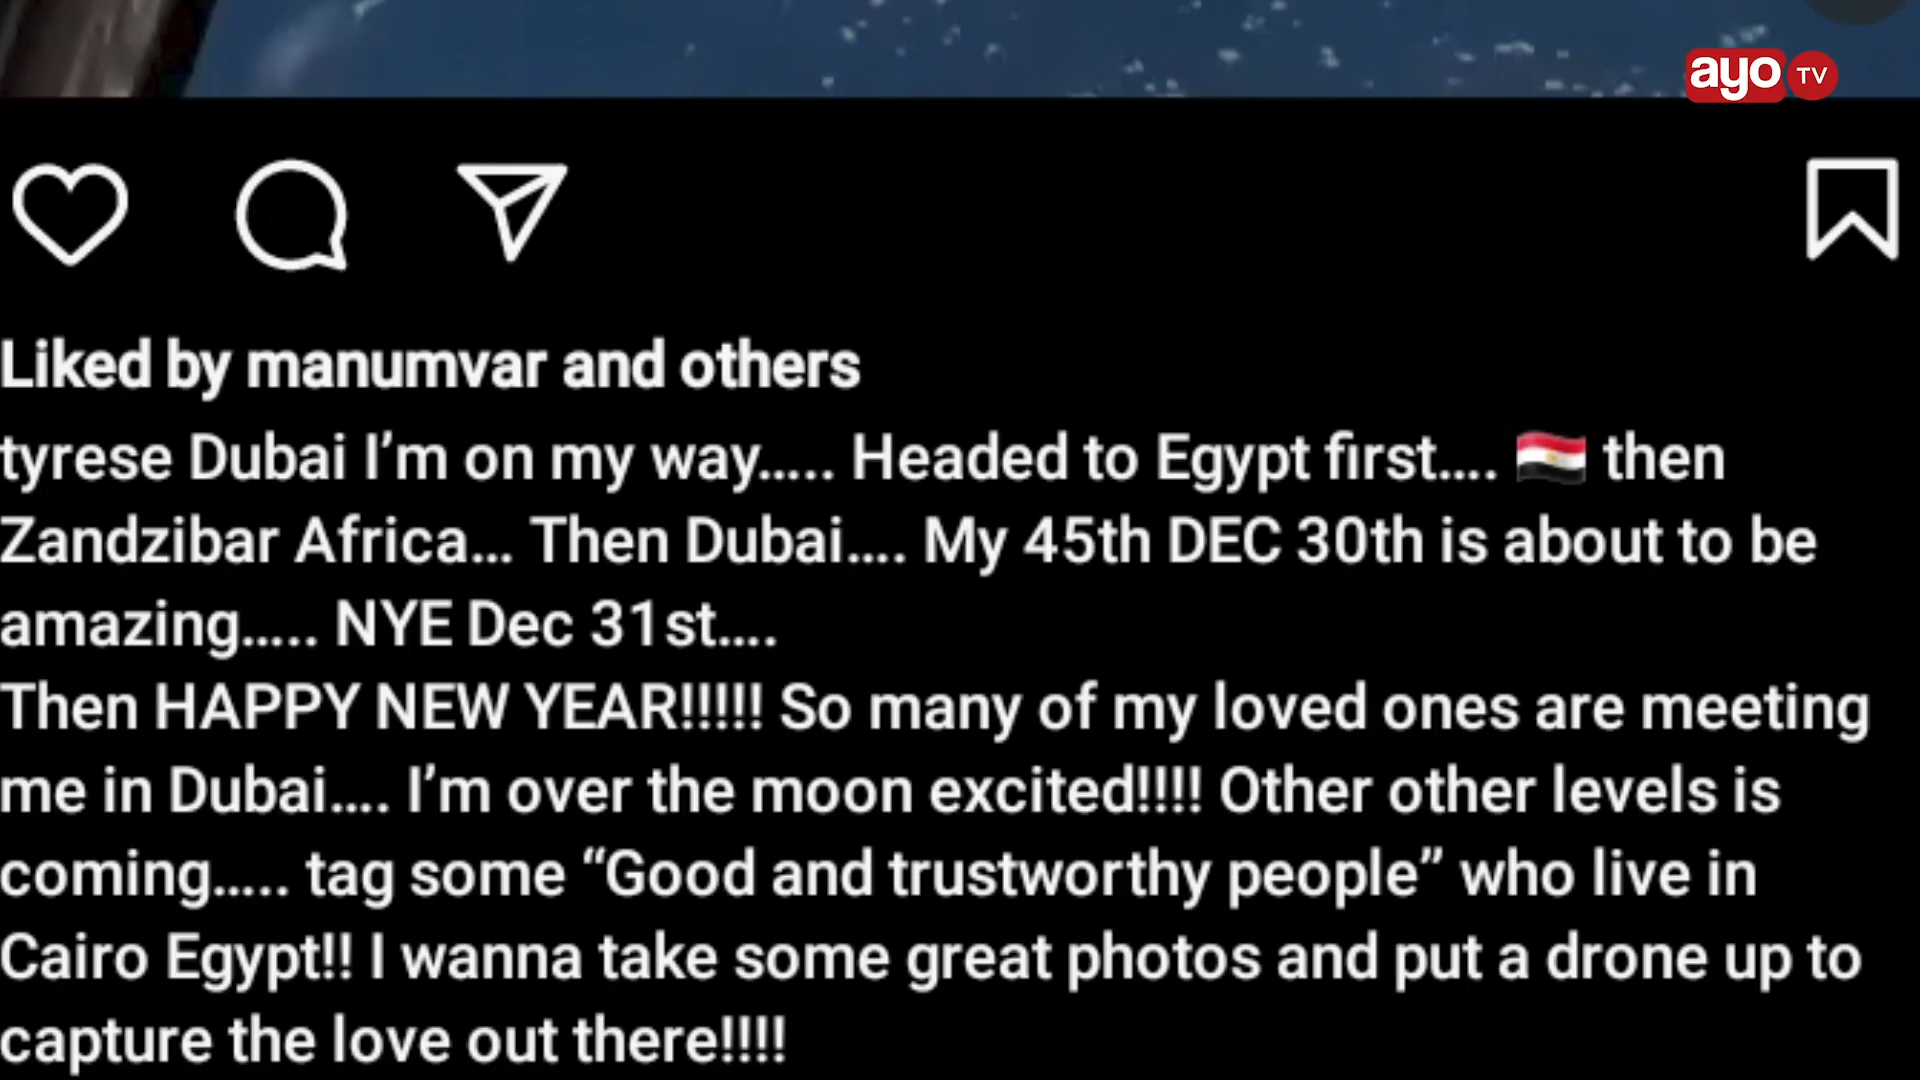 ayo TV
Liked by manumvar and others
tyrese Dubai I’m on my way..... Headed to Egypt first.... 🇪🇬 then
Zandzibar Africa... Then Dubai.... My 45th DEC 30th is about to be
amazing..... NYE Dec 31st....
Then HAPPY NEW YEAR!!!!! So many of my loved ones are meeting
me in Dubai.... I’m over the moon excited!!!! Other other levels is
coming..... tag some “Good and trustworthy people” who live in
Cairo Egypt!! I wanna take some great photos and put a drone up to
capture the love out there!!!!